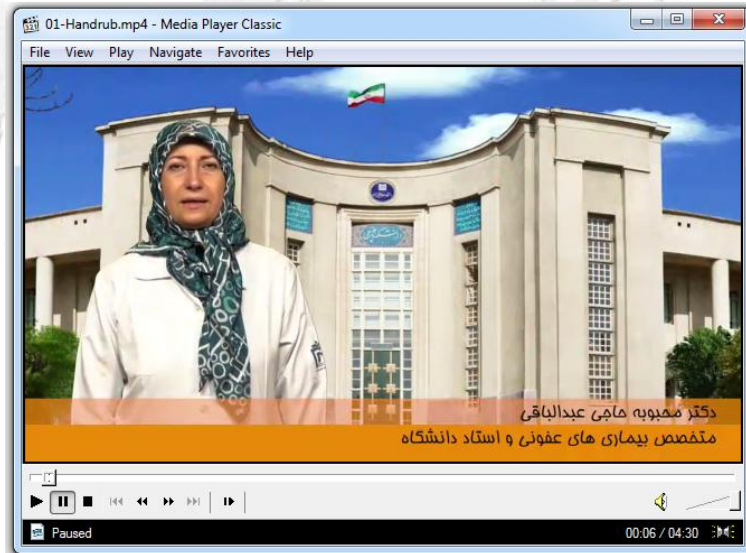 01-Handrub.mp4 - Media Player Classic
File View Play Navigate Favorites Help
دکتر محبوبه حاجی عبدالباقی
متخصص بیماری های عفونی و استاد دانشگاه
Paused
00:06 / 04:30